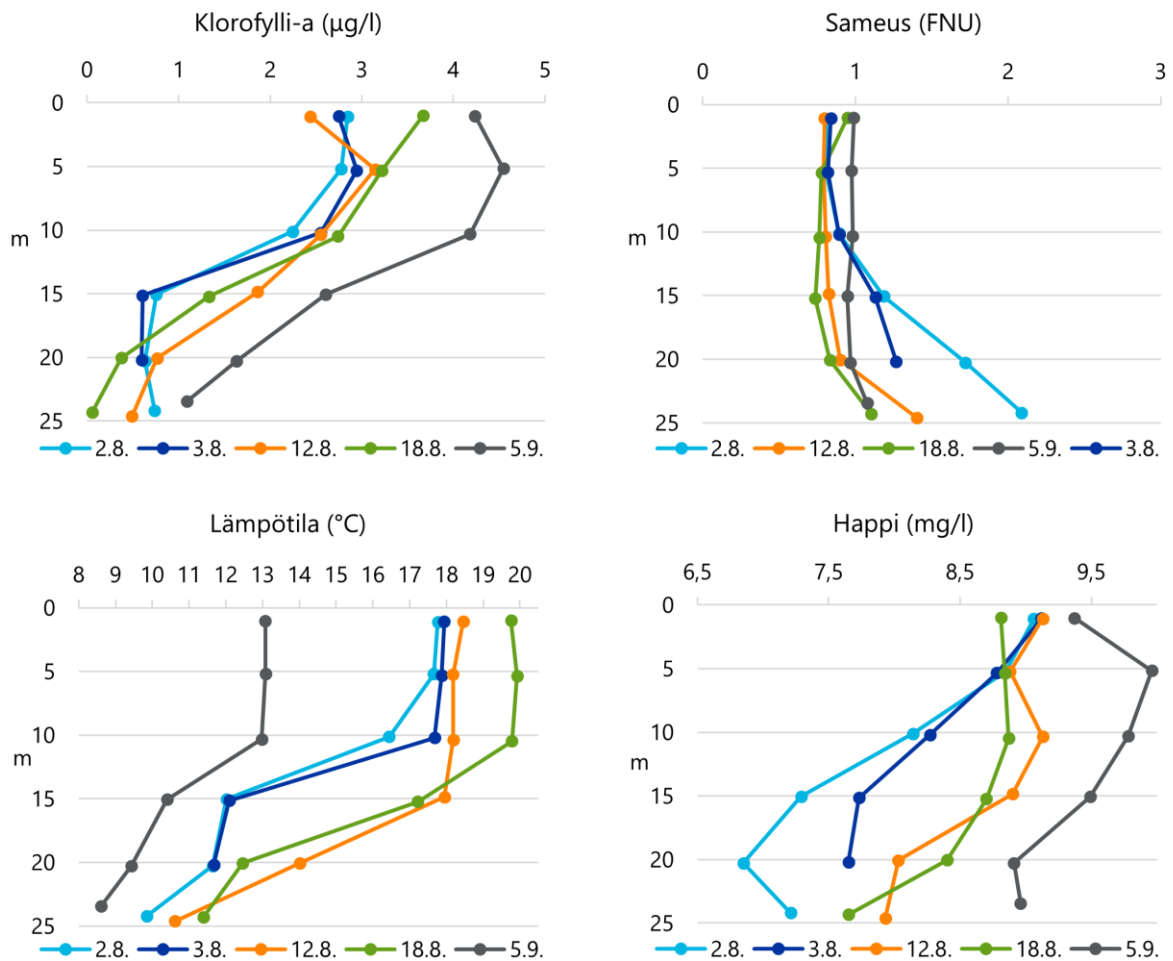 Klorofylli-a (µg/l)
0 1 2 3 4 5
0
5
10
m
15
20
25
2.8. 3.8. 12.8. 18.8. 5.9.
Sameus (FNU)
0 1 2 3
0
5
10
m
15
20
25
2.8. 12.8. 18.8. 5.9. 3.8.
Lämpötila (°C)
8 9 10 11 12 13 14 15 16 17 18 19 20
0
5
10
m
15
20
25
2.8. 3.8. 12.8. 18.8. 5.9.
Happi (mg/l)
6,5 7,5 8,5 9,5
0
5
10
m
15
20
25
2.8. 3.8. 12.8. 18.8. 5.9.